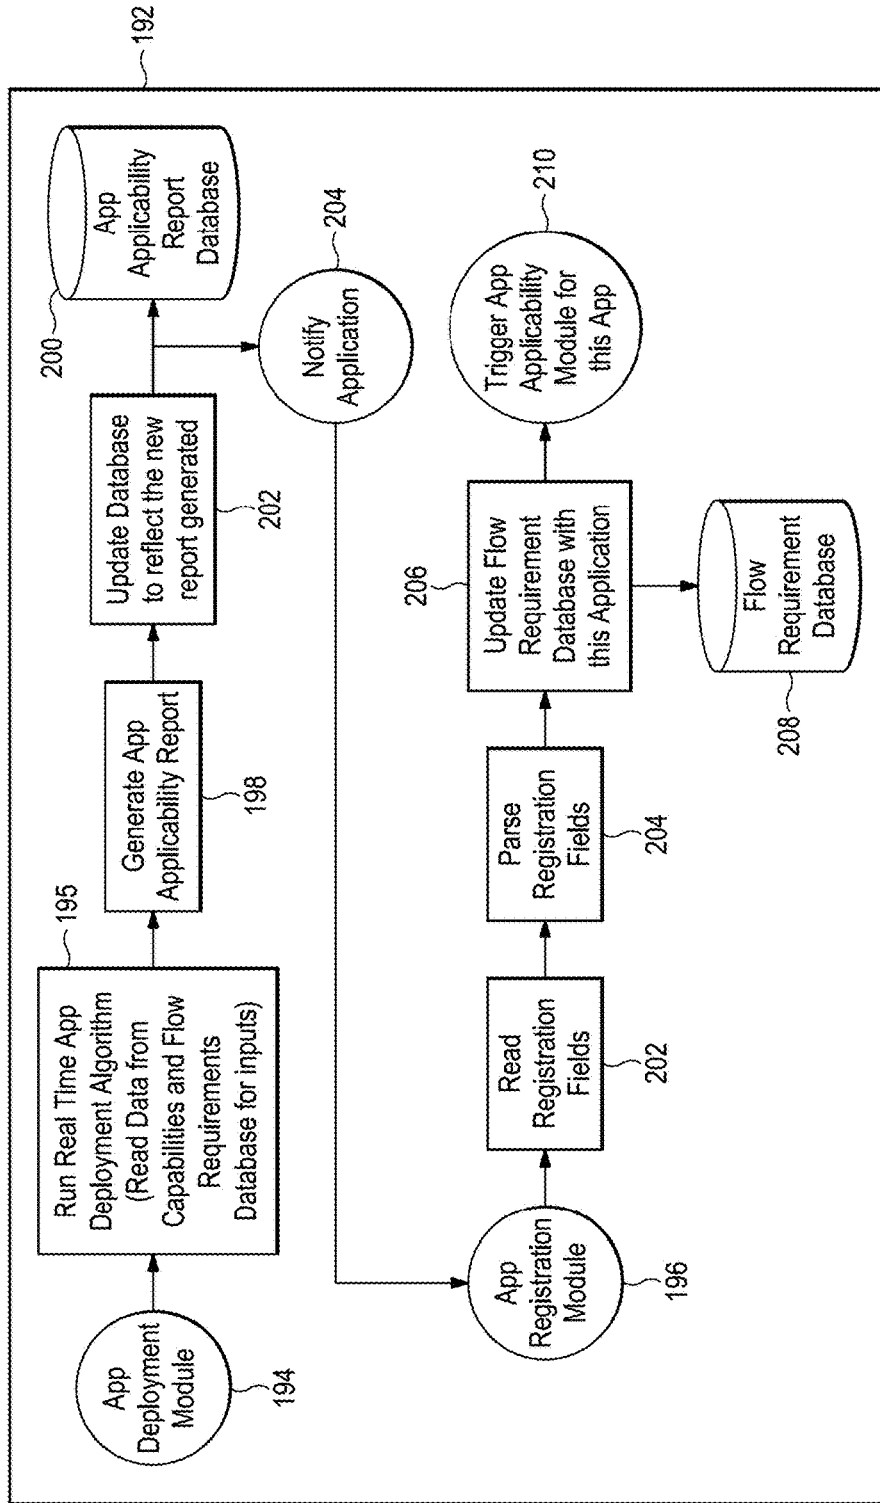 192
App
Deployment
Module
194
195
Run Real Time App
Deployment Algorithm
(Read Data from
Capabilities and Flow
Requirements
Database for inputs)
Generate App
Applicability Report
198
Update Database
to reflect the new
report generated
202
200
App
Applicability
Report
Database
204
Notify
Application
App
Registration
Module
196
Read
Registration
Fields
202
Parse
Registration
Fields
204
206
Update Flow
Requirement
Database with
this Application
208
Flow
Requirement
Database
210
Trigger App
Applicability
Module for
this App